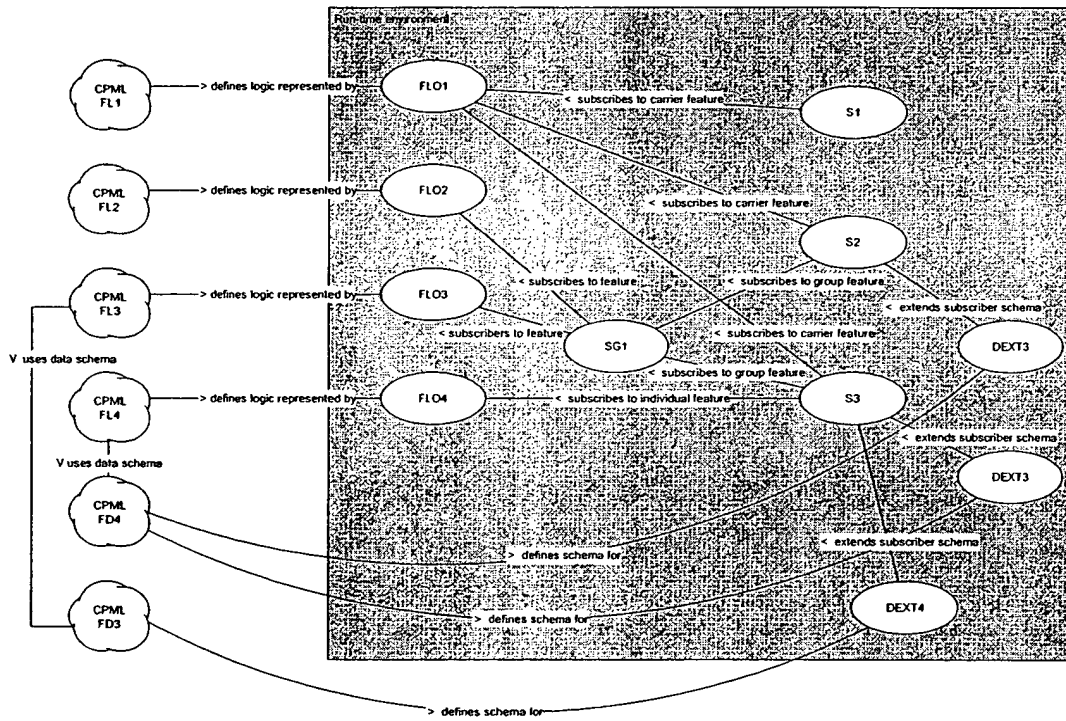 Run-time environment
CPML
FL1
> defines logic represented by
FLO1
< subscribes to carrier feature
S1
CPML
FL2
> defines logic represented by
FLO2
< subscribes to carrier feature
S2
CPML
FL3
> defines logic represented by
FLO3
< subscribes to feature
< subscribes to group feature
< extends subscriber schema
< subscribers to feature
SG1
< subscribes to carrier feature
DEXT3
V uses data schema
< subscribes to group feature
CPML
FL4
> defines logic represented by
FLO4
< subscribes to individual feature
S3
< extends subscriber schema
V uses data schema
DEXT3
CPML
FD4
< extends subscriber schema
> defines schema for
CPML
FD3
> defines schema for
DEXT4
> defines schema for